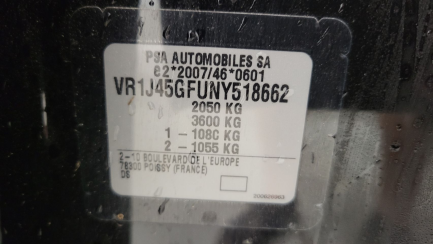 PSA AUTOMOBILES SA
e2*2007/46*0601
VR1J45GFUNY518662
2050 KG
3600 KG
1 - 1080 KG
2 - 1055 KG
2-10 BOULEVARD DE L'EUROPE
78300 POISSY (FRANCE)